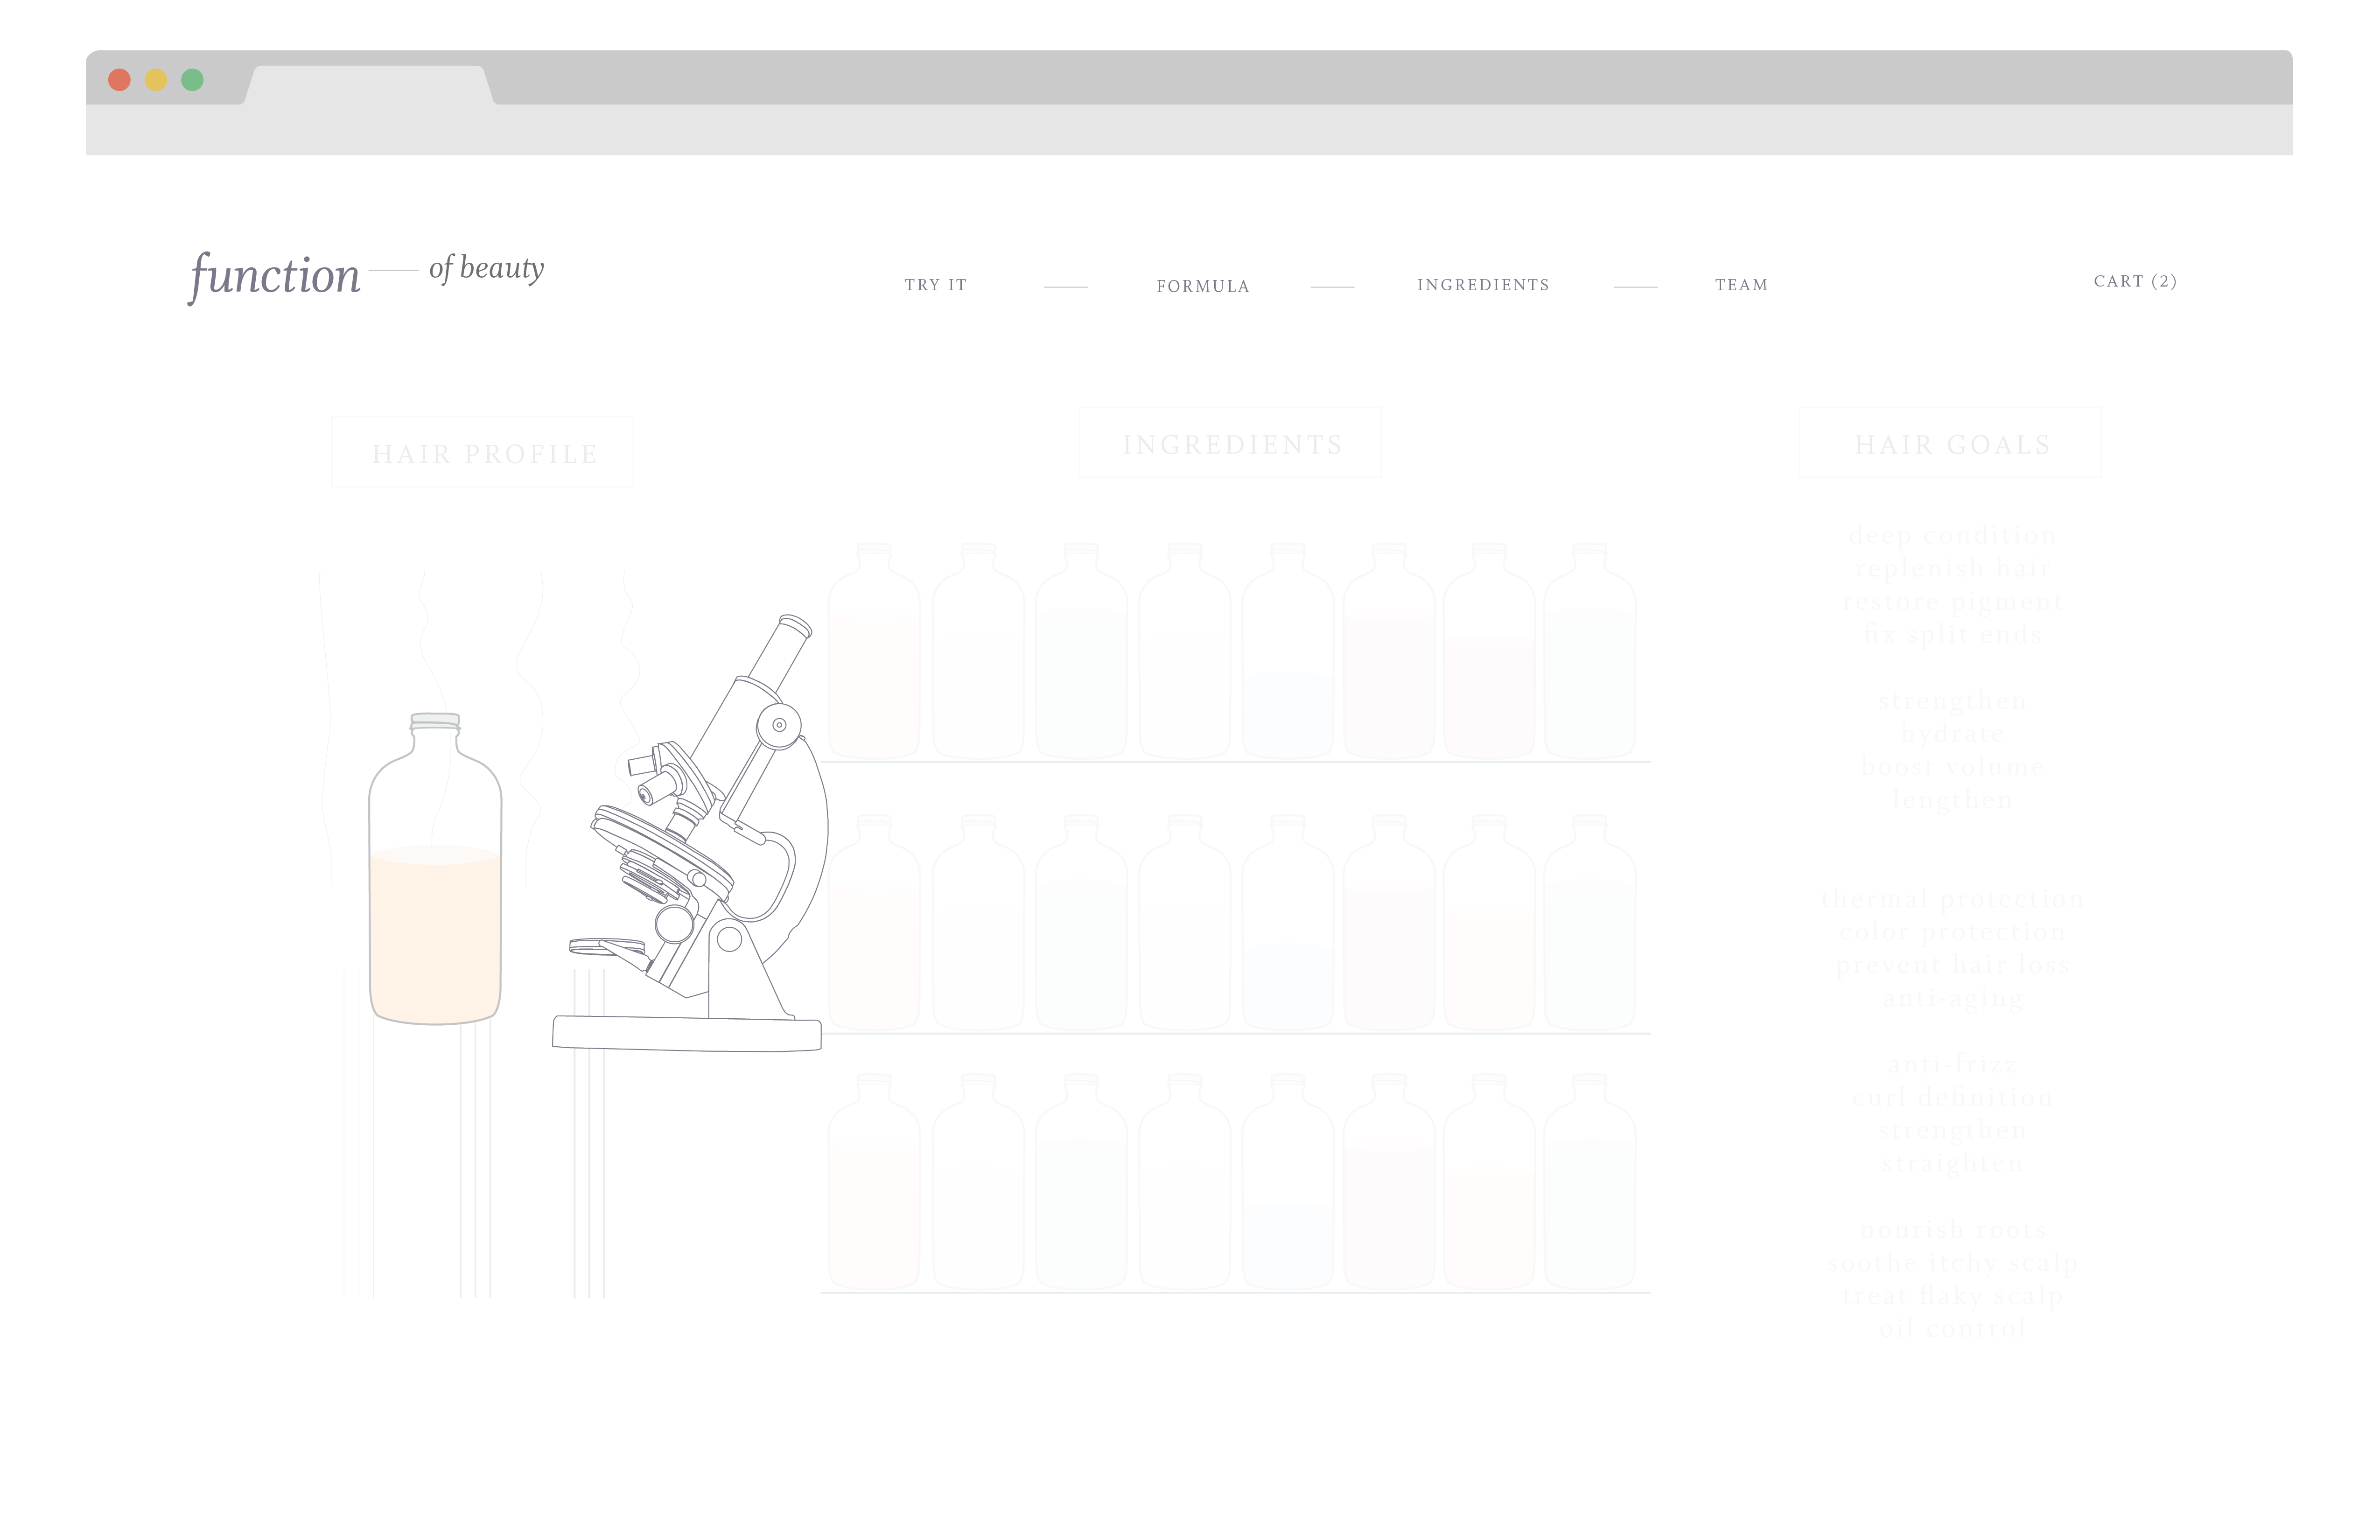 function — of beauty
TRY IT — FORMULA — INGREDIENTS — TEAM
CART (2)
HAIR PROFILE
INGREDIENTS
HAIR GOALS
deep condition
replenish hair
restore pigment
fix split ends
strengthen
hydrate
boost volume
lengthen
thermal protection
color protection
prevent hair loss
anti-aging
anti-frizz
curl definition
strengthen
straighten
nourish roots
soothe itchy scalp
treat flaky scalp
oil control